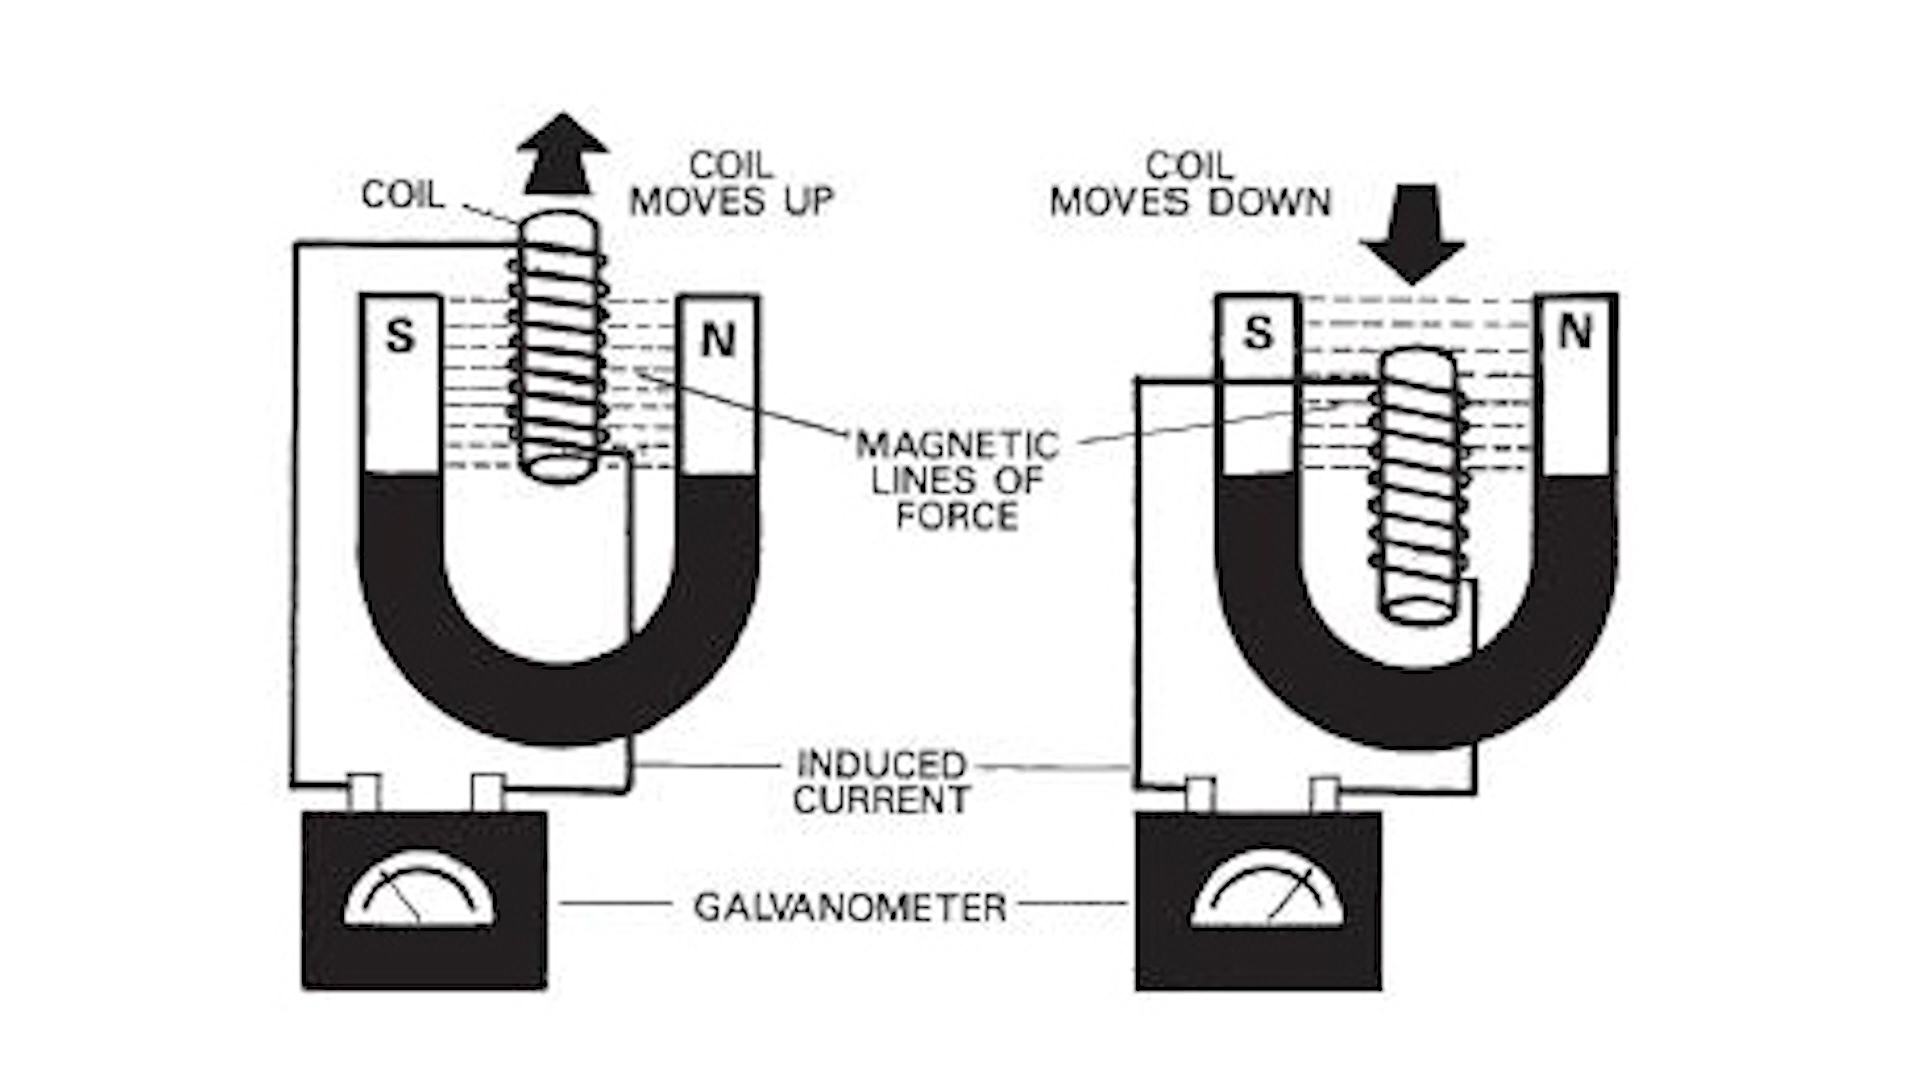 COIL
COIL
MOVES UP
COIL
MOVES DOWN
S
N
S
N
MAGNETIC
LINES OF
FORCE
INDUCED
CURRENT
GALVANOMETER